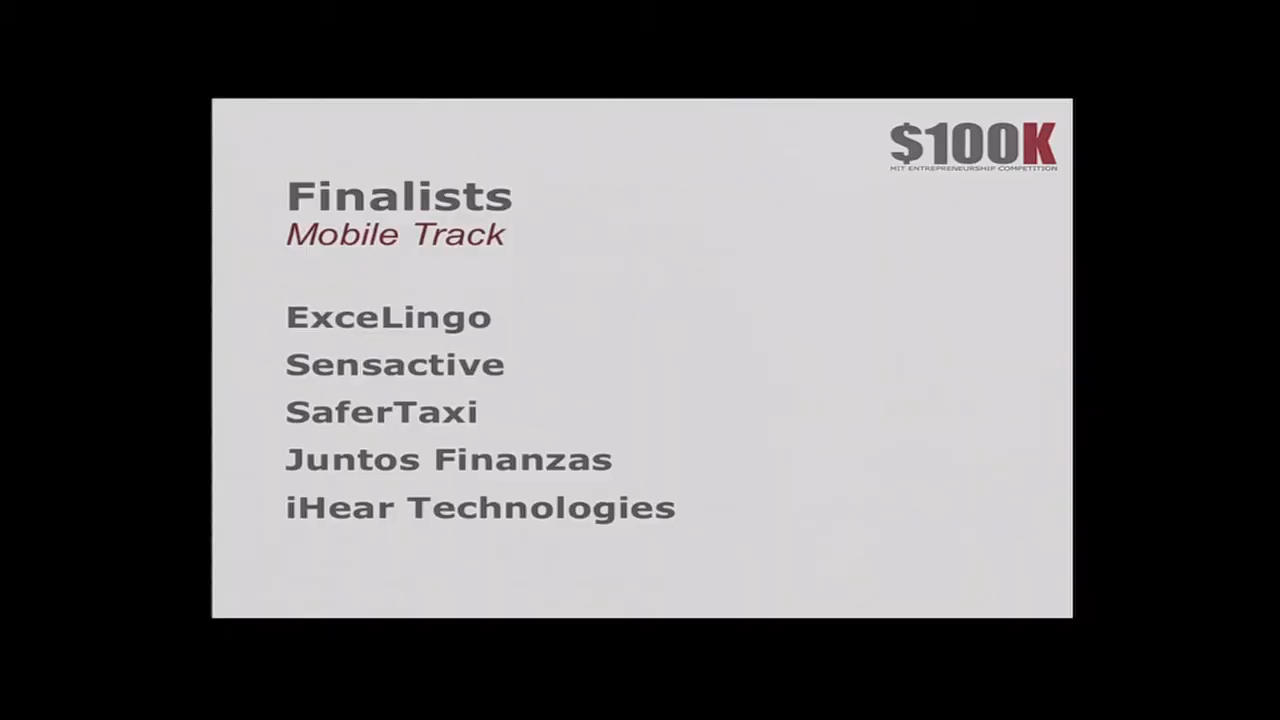 $100K
MIT ENTREPRENEURSHIP COMPETITION
Finalists
Mobile Track
ExceLingo
Sensactive
SaferTaxi
Juntos Finanzas
iHear Technologies